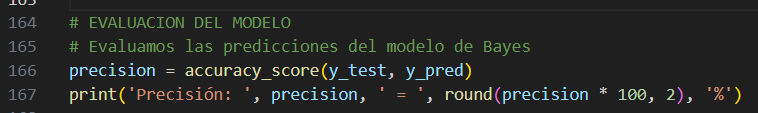 164 # EVALUACION DEL MODELO
165 # Evaluamos las predicciones del modelo de Bayes
166 precision = accuracy_score(y_test, y_pred)
167 print('Precisión: ', precision, ' = ', round(precision * 100, 2), '%')